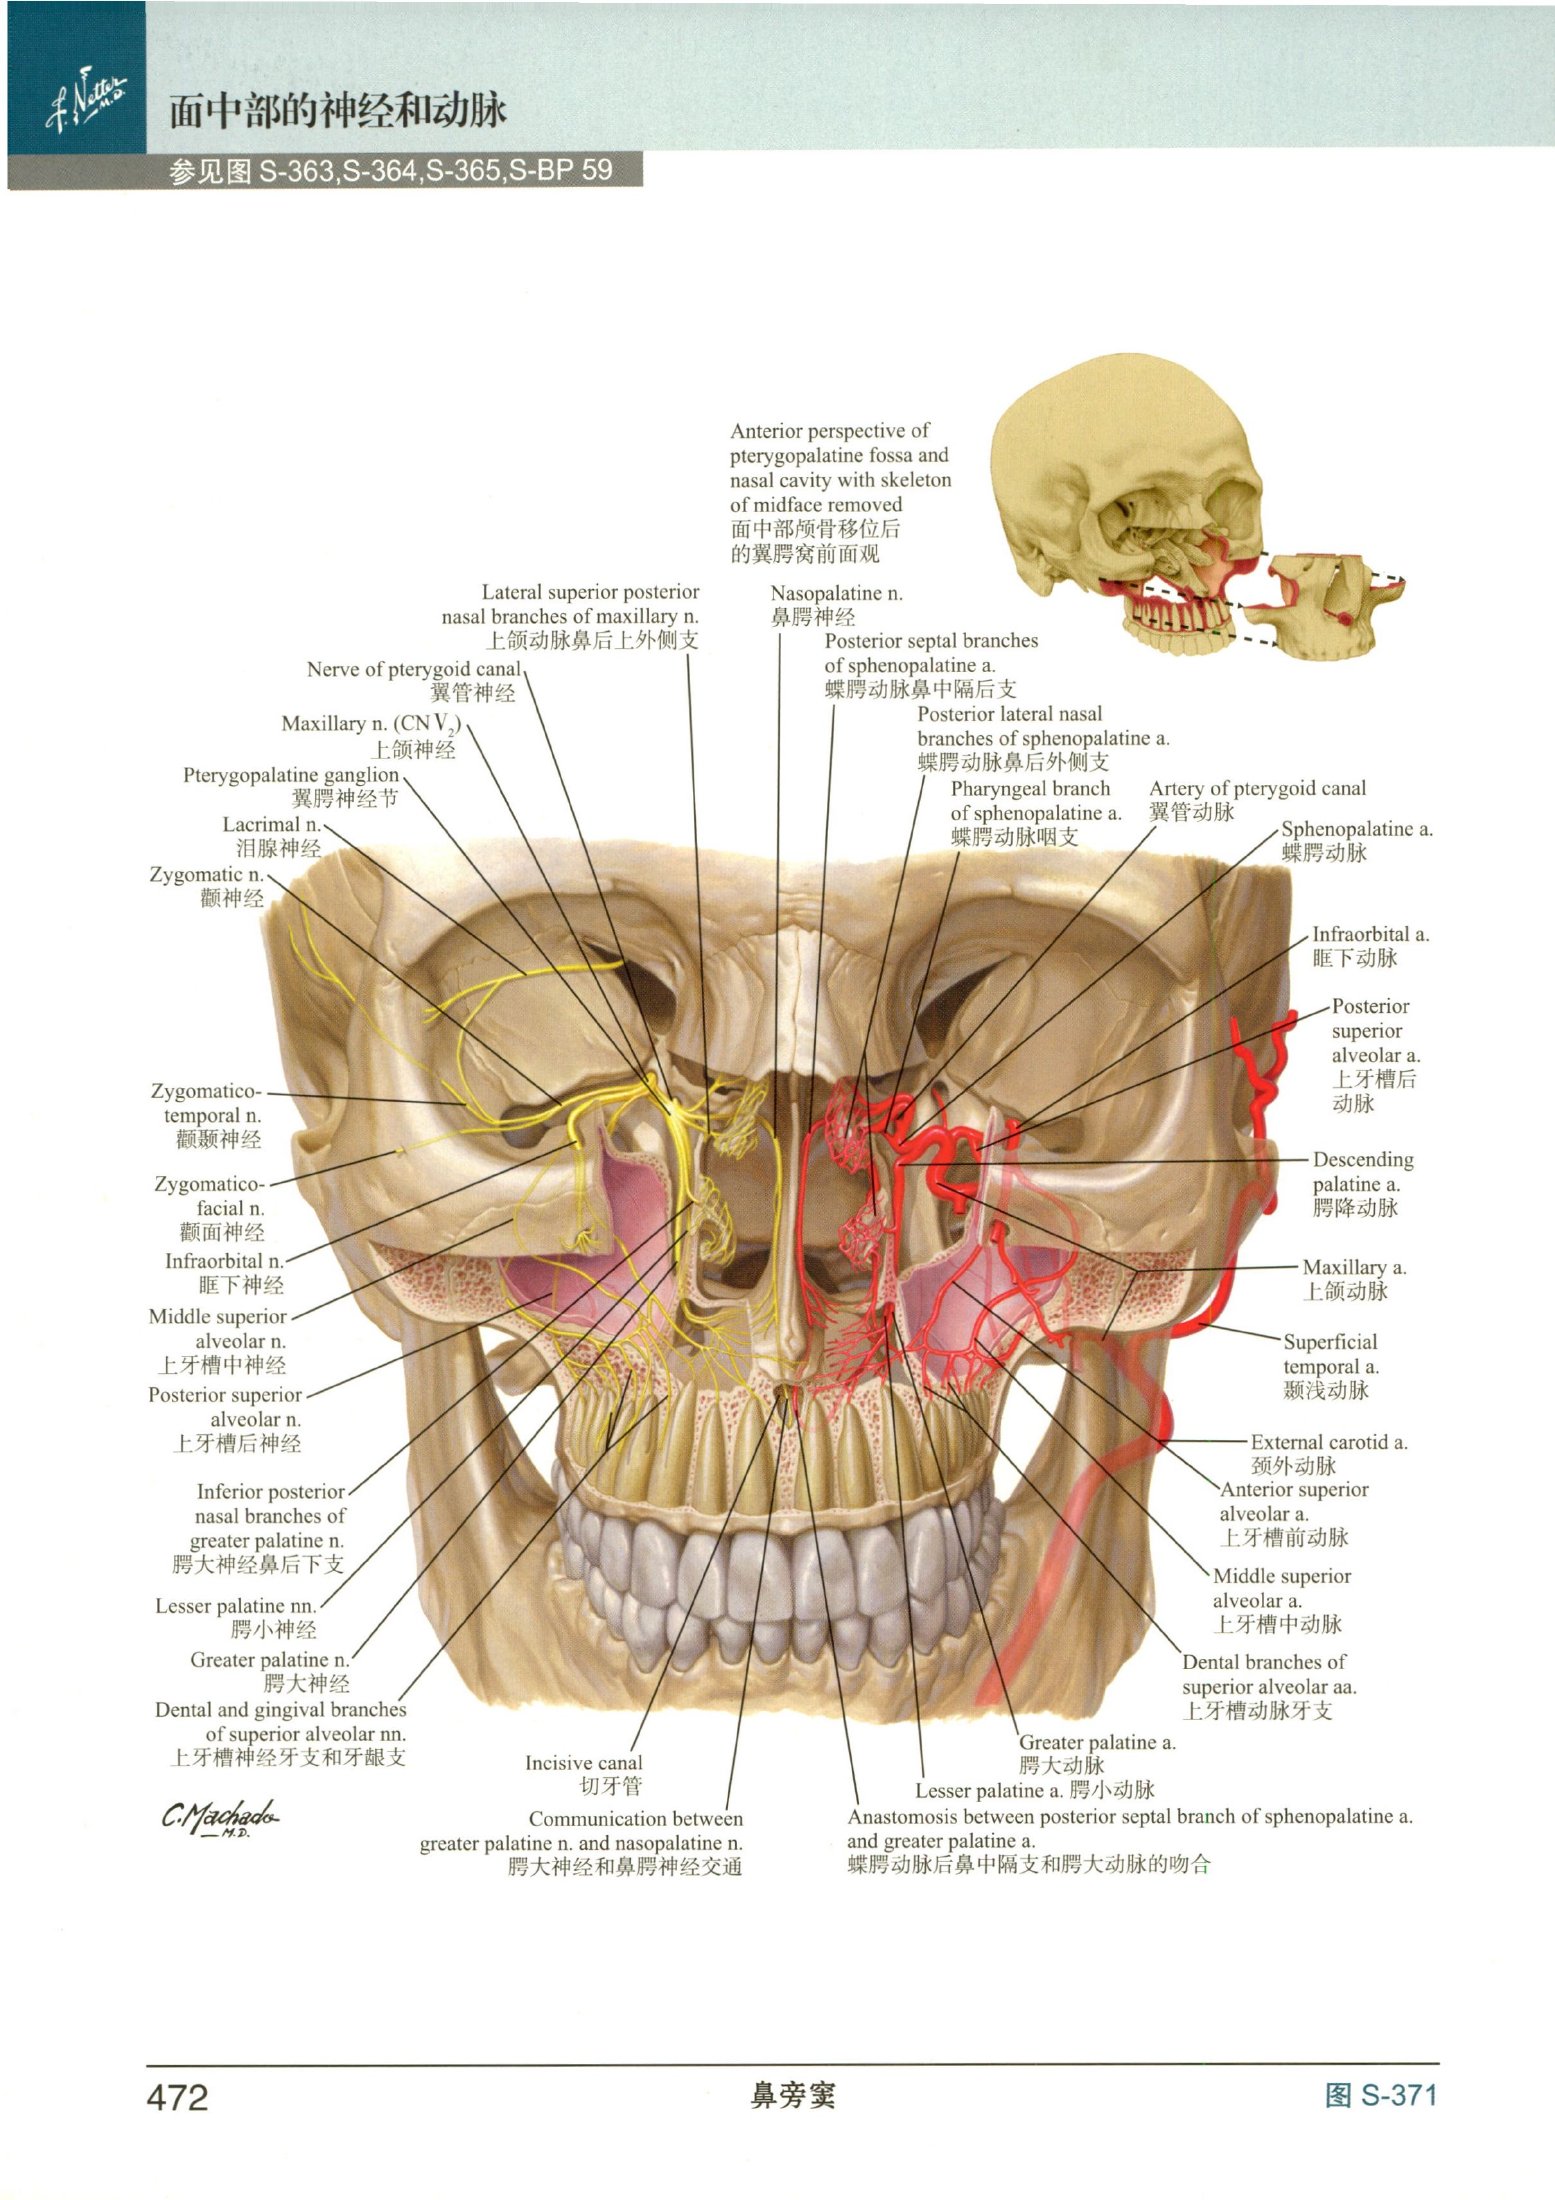 F. Netter
M.D.
面中部的神经和动脉
参见图 S-363,S-364,S-365,S-BP 59
Anterior perspective of
pterygopalatine fossa and
nasal cavity with skeleton
of midface removed
面中部颅骨移位后
的翼腭窝前面观
Lateral superior posterior
nasal branches of maxillary n.
上颌动脉鼻后上外侧支
Nerve of pterygoid canal
翼管神经
Maxillary n. (CN V₂)
上颌神经
Pterygopalatine ganglion
翼腭神经节
Lacrimal n.
泪腺神经
Zygomatic n.
颧神经
Zygomatico-
temporal n.
颧颞神经
Zygomatico-
facial n.
颧面神经
Infraorbital n.
眶下神经
Middle superior
alveolar n.
上牙槽中神经
Posterior superior
alveolar n.
上牙槽后神经
Inferior posterior
nasal branches of
greater palatine n.
腭大神经鼻后下支
Lesser palatine nn.
腭小神经
Greater palatine n.
腭大神经
Dental and gingival branches
of superior alveolar nn.
上牙槽神经牙支和牙龈支
Nasopalatine n.
鼻腭神经
Posterior septal branches
of sphenopalatine a.
蝶腭动脉鼻中隔后支
Posterior lateral nasal
branches of sphenopalatine a.
蝶腭动脉鼻后外侧支
Pharyngeal branch
of sphenopalatine a.
蝶腭动脉咽支
Artery of pterygoid canal
翼管动脉
Sphenopalatine a.
蝶腭动脉
Infraorbital a.
眶下动脉
Posterior
superior
alveolar a.
上牙槽后
动脉
Descending
palatine a.
腭降动脉
Maxillary a.
上颌动脉
Superficial
temporal a.
颞浅动脉
External carotid a.
颈外动脉
Anterior superior
alveolar a.
上牙槽前动脉
Middle superior
alveolar a.
上牙槽中动脉
Dental branches of
superior alveolar aa.
上牙槽动脉牙支
Greater palatine a.
腭大动脉
Lesser palatine a. 腭小动脉
Anastomosis between posterior septal branch of sphenopalatine a.
and greater palatine a.
蝶腭动脉后鼻中隔支和腭大动脉的吻合
Incisive canal
切牙管
Communication between
greater palatine n. and nasopalatine n.
腭大神经和鼻腭神经交通
C. Machado
M.D.
472
鼻旁窦
图 S-371